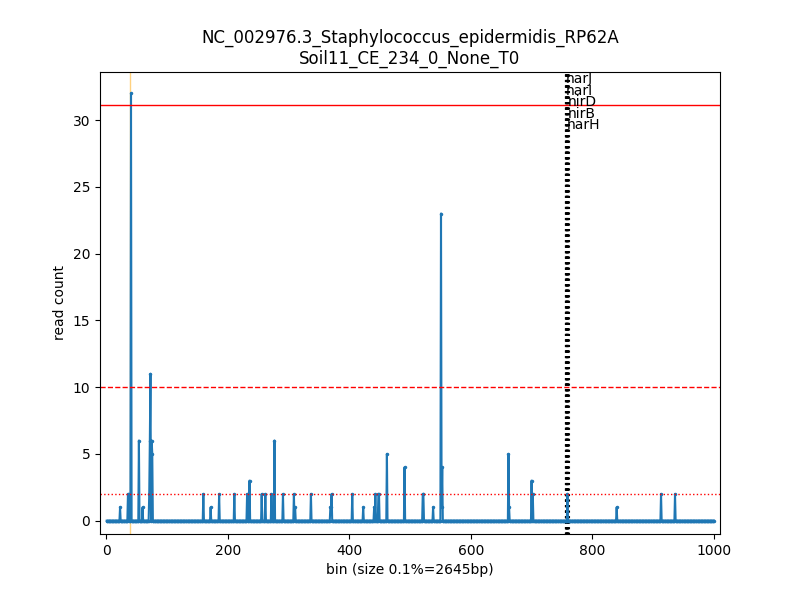 NC_002976.3_Staphylococcus_epidermidis_RP62A
Soil11_CE_234_0_None_T0
narJ
narI
nirD
nirB
narH
30
25
20
15
10
5
0
read count
0 200 400 600 800 1000
bin (size 0.1%=2645bp)